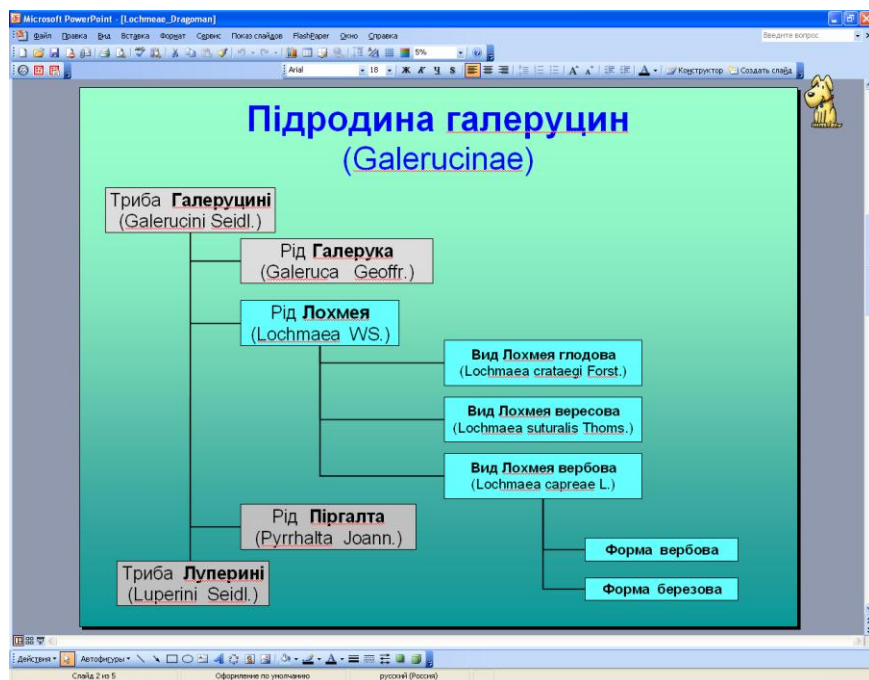 Microsoft PowerPoint - [Lochmeae_Dragoman]
Файл Правка Вид Вставка Формат Сервис Показ слайдов FlashPaper Окно Справка
Введите вопрос
5%
Arial 18 Ж К Ч S Конструктор Создать слайд
Підродина галеруцин
(Galerucinae)
Триба Галеруцині
(Galerucini Seidl.)
Рід Галерука
(Galeruca Geoffr.)
Рід Лохмея
(Lochmaea WS.)
Вид Лохмея глодова
(Lochmaea crataegi Forst.)
Вид Лохмея вересова
(Lochmaea suturalis Thoms.)
Вид Лохмея вербова
(Lochmaea capreae L.)
Рід Піргалта
(Pyrrhalta Joann.)
Форма вербова
Триба Луперині
(Luperini Seidl.)
Форма березова
Действия Автофигуры
Слайд 2 из 5 Оформление по умолчанию русский (Россия)